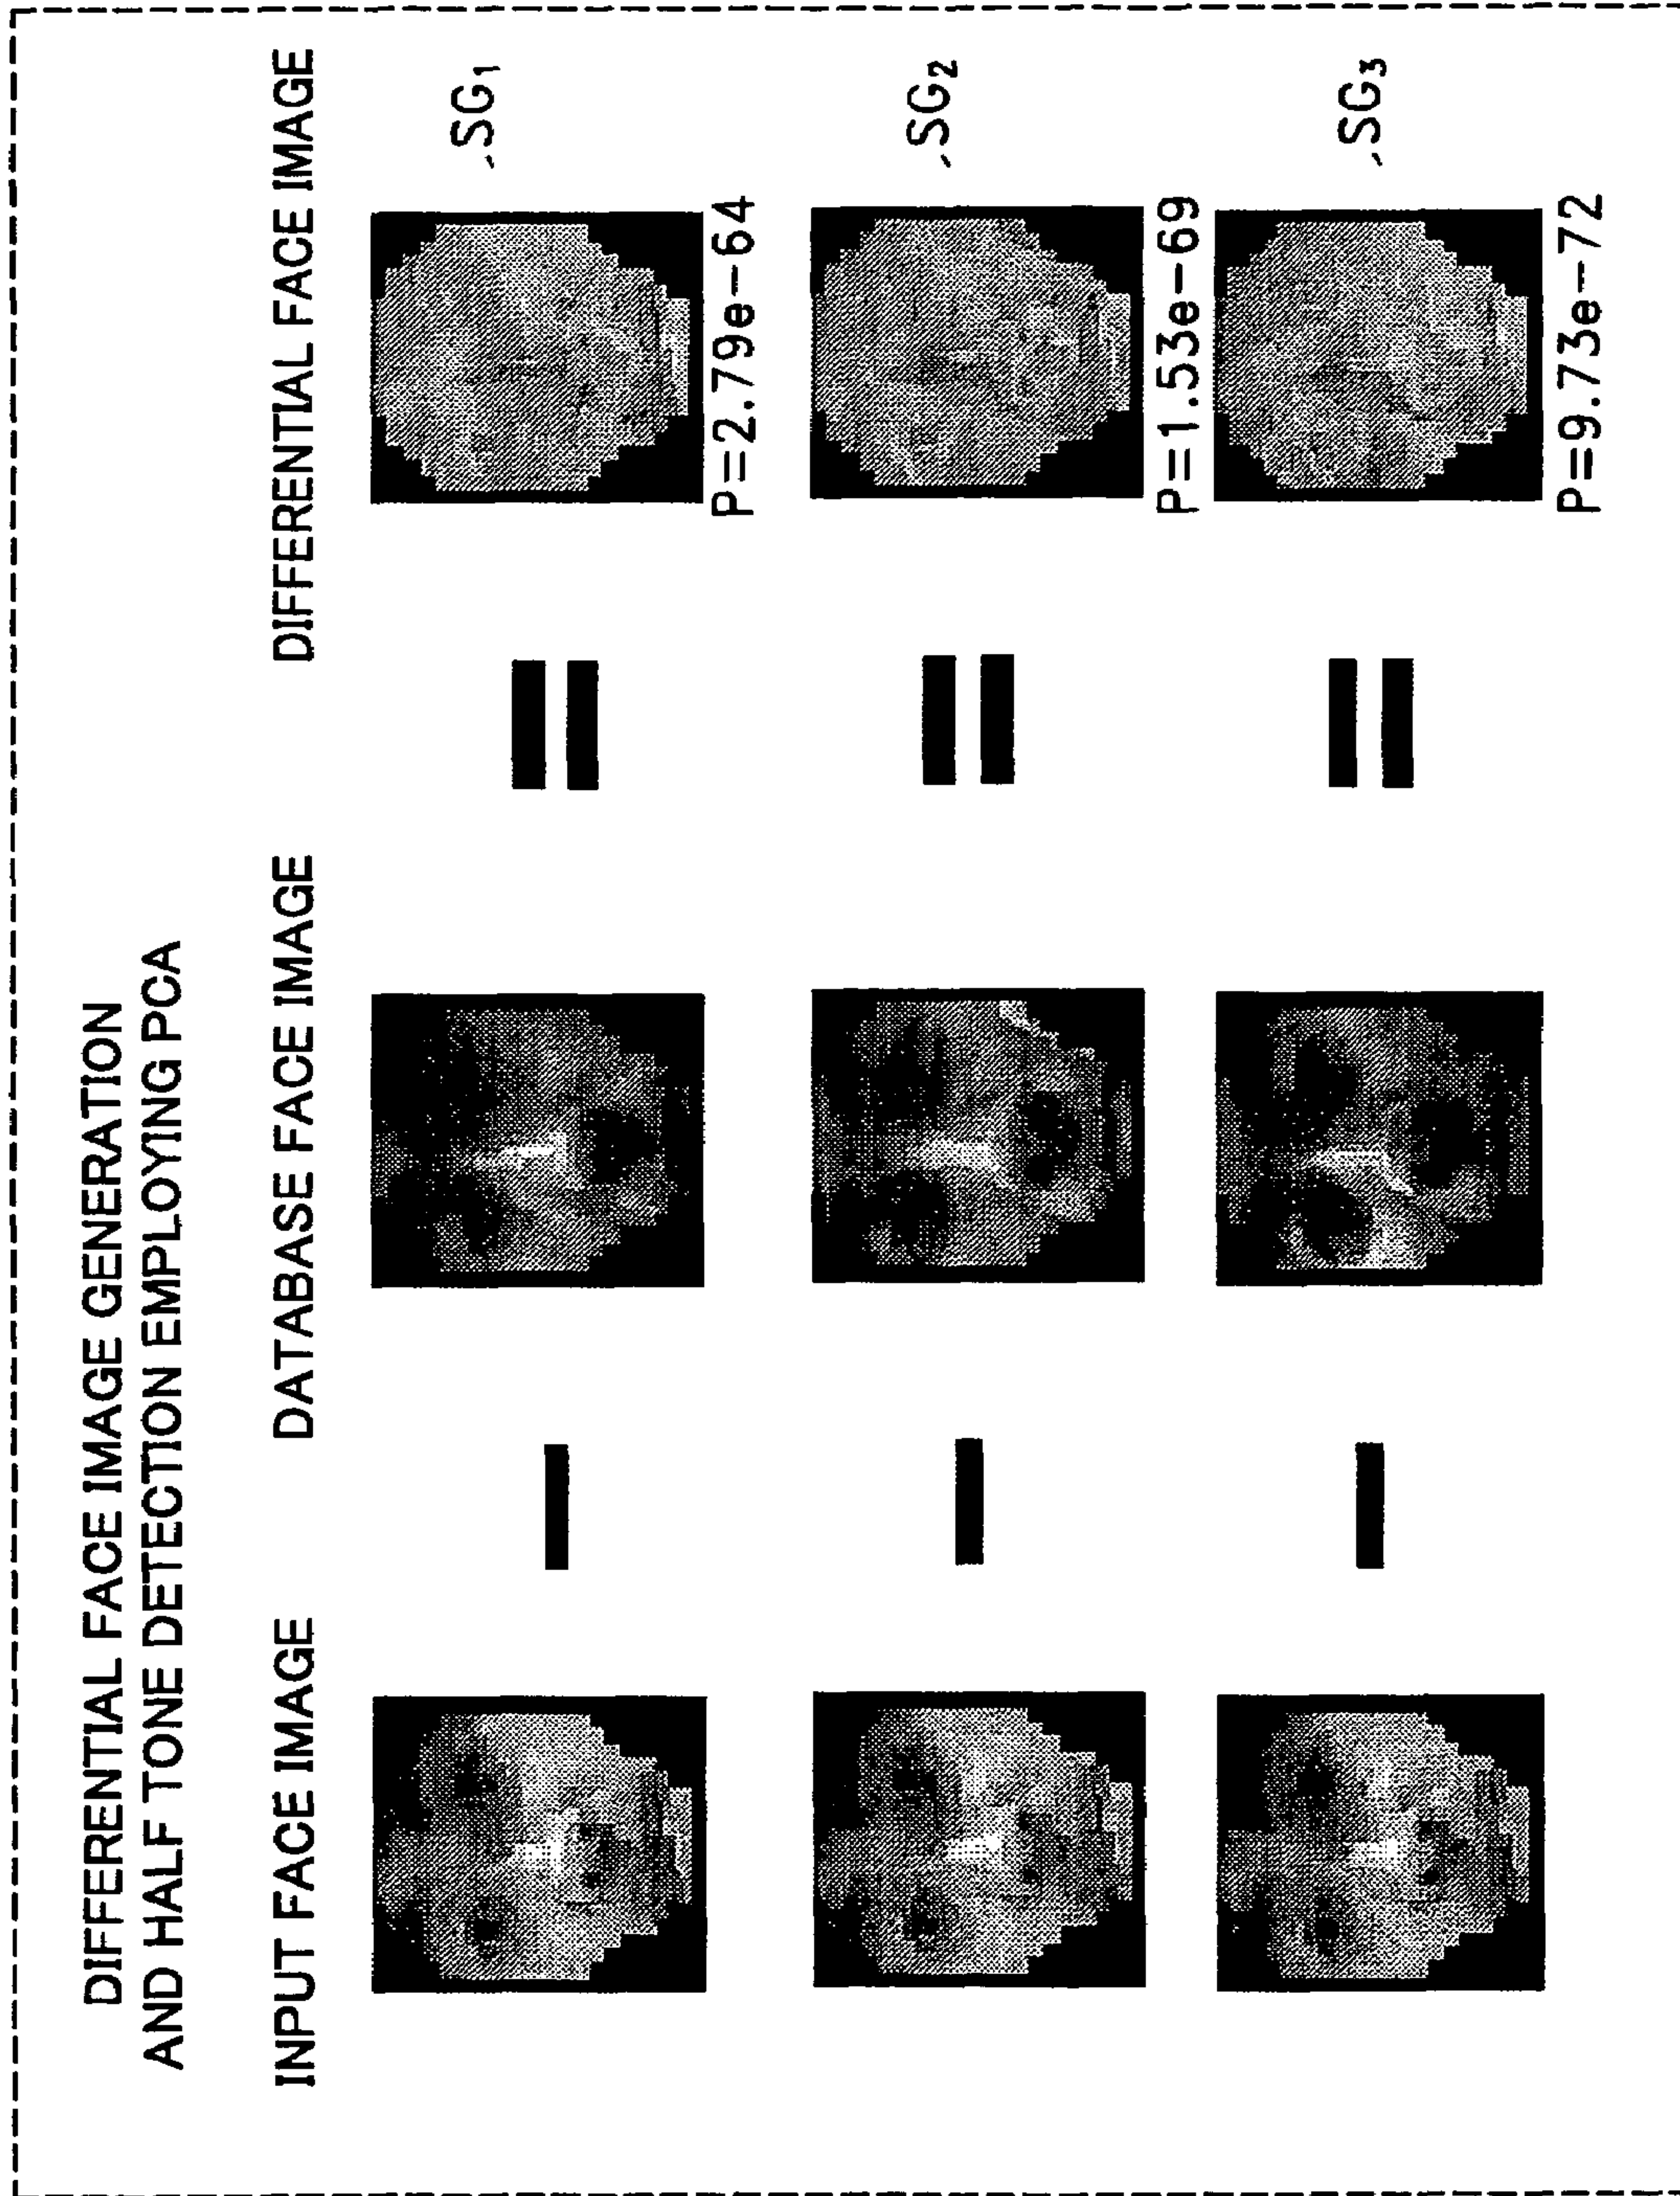 DIFFERENTIAL FACE IMAGE GENERATION
AND HALF TONE DETECTION EMPLOYING PCA
INPUT FACE IMAGE
DATABASE FACE IMAGE
DIFFERENTIAL FACE IMAGE
SG1
P=2.79e-64
SG2
P=1.53e-69
SG3
P=9.73e-72